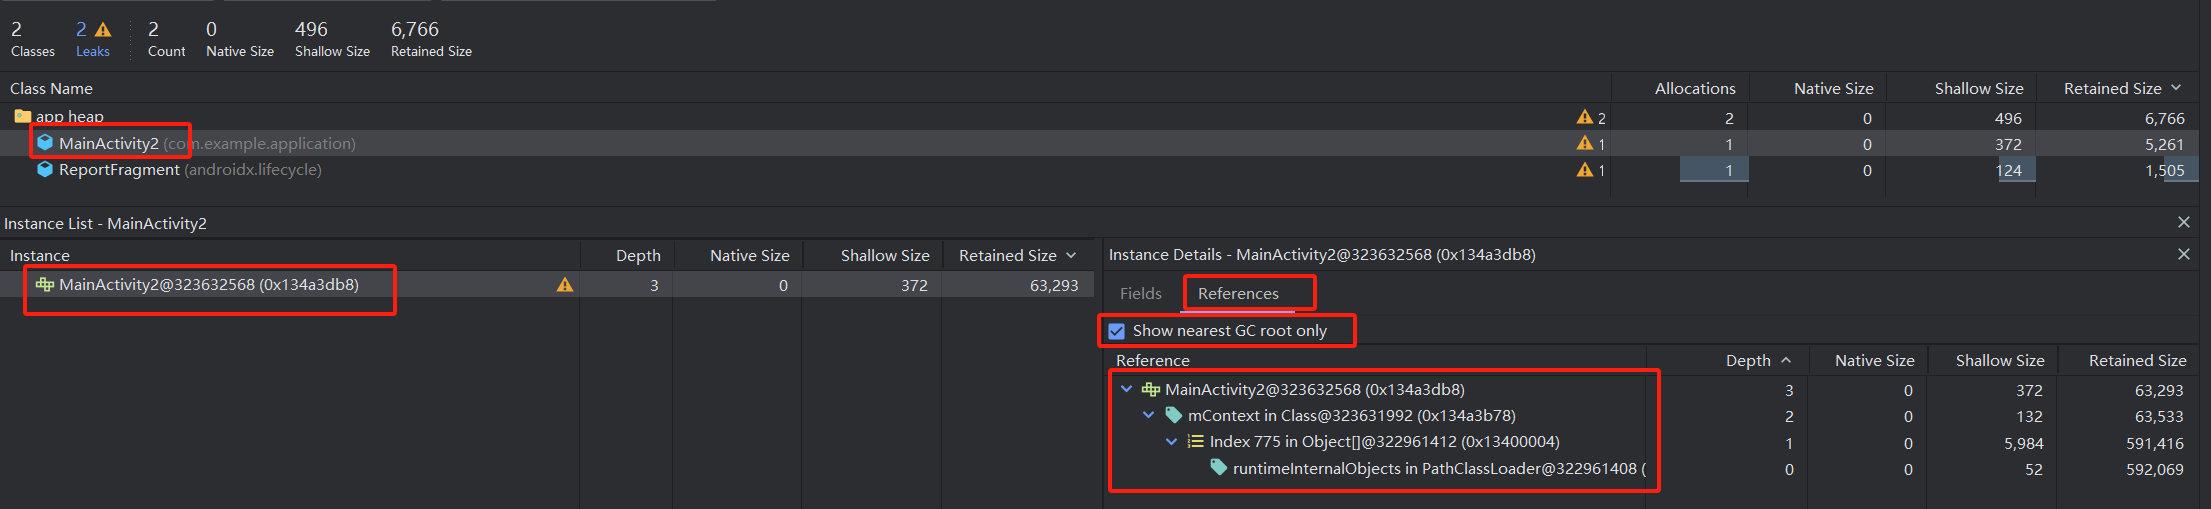 2 2 2 0 496 6,766
Classes Leaks Count Native Size Shallow Size Retained Size
Class Name Allocations Native Size Shallow Size Retained Size
app heap 2 2 0 496 6,766
MainActivity2 (com.example.application) 1 1 0 372 5,261
ReportFragment (androidx.lifecycle) 1 1 0 124 1,505
Instance List - MainActivity2
Instance Depth Native Size Shallow Size Retained Size
MainActivity2@323632568 (0x134a3db8) 3 0 372 63,293
Instance Details - MainActivity2@323632568 (0x134a3db8)
Fields References
Show nearest GC root only
Reference Depth Native Size Shallow Size Retained Size
MainActivity2@323632568 (0x134a3db8) 3 0 372 63,293
mContext in Class@323631992 (0x134a3b78) 2 0 132 63,533
Index 775 in Object[]@322961412 (0x13400004) 1 0 5,984 591,416
runtimeInternalObjects in PathClassLoader@322961408 ( 0 0 52 592,069